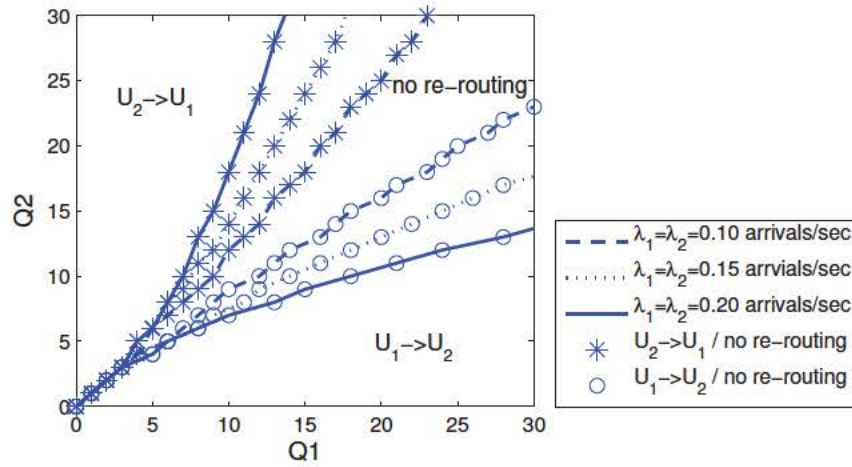 30
25
20
15
10
5
0
Q2
U₂->U₁
no re-routing
U₁->U₂
0 5 10 15 20 25 30
Q1
λ₁=λ₂=0.10 arrivals/sec
λ₁=λ₂=0.15 arrvials/sec
λ₁=λ₂=0.20 arrivals/sec
U₂->U₁ / no re-routing
U₁->U₂ / no re-routing